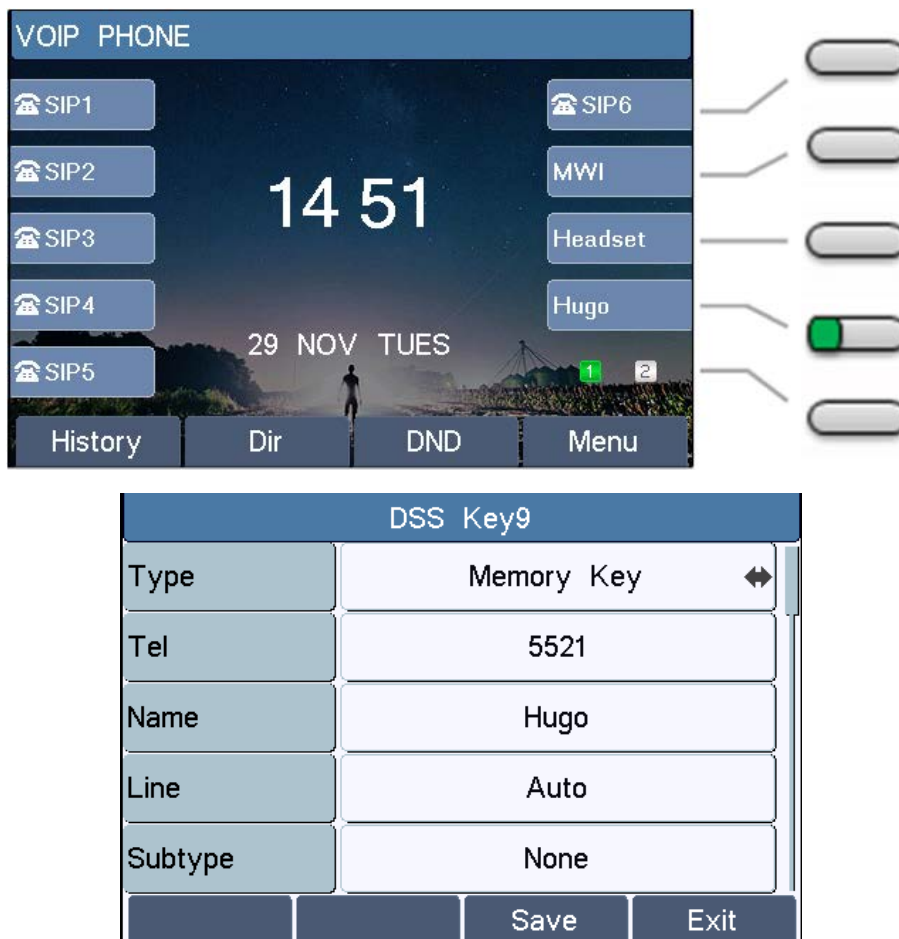 VOIP PHONE
SIP1
SIP6
SIP2
MWI
14 51
SIP3
Headset
SIP4
Hugo
29 NOV TUES
SIP5
1 2
History Dir DND Menu
DSS Key9
Type Memory Key
Tel 5521
Name Hugo
Line Auto
Subtype None
Save Exit